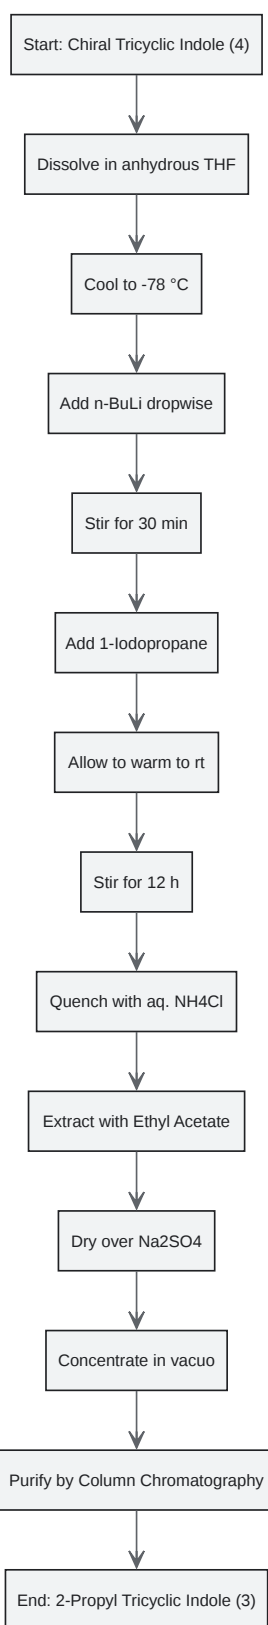 Start: Chiral Tricyclic Indole (4)
Dissolve in anhydrous THF
Cool to -78 °C
Add n-BuLi dropwise
Stir for 30 min
Add 1-Iodopropane
Allow to warm to rt
Stir for 12 h
Quench with aq. NH4Cl
Extract with Ethyl Acetate
Dry over Na2SO4
Concentrate in vacuo
Purify by Column Chromatography
End: 2-Propyl Tricyclic Indole (3)